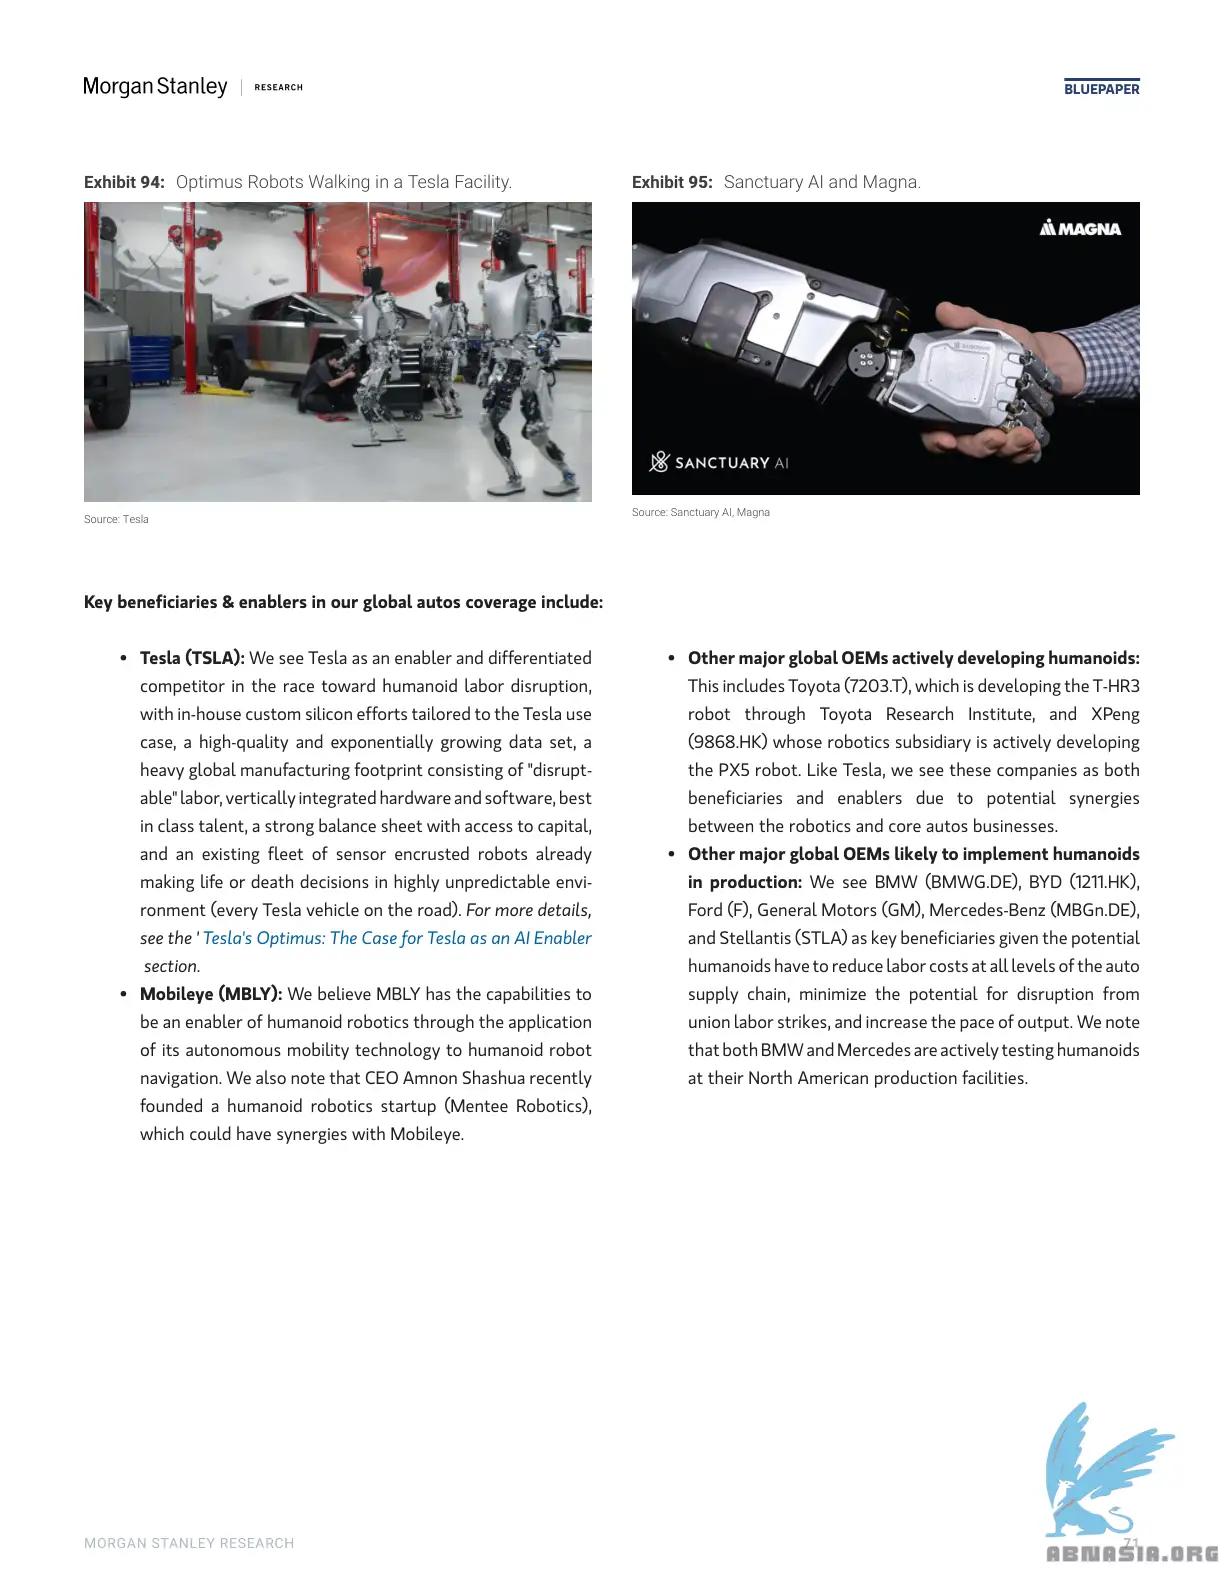 Morgan Stanley | RESEARCH
BLUEPAPER
Exhibit 94: Optimus Robots Walking in a Tesla Facility.
Source: Tesla
Exhibit 95: Sanctuary AI and Magna.
MAGNA
SANCTUARY
SANCTUARY AI
Source: Sanctuary AI, Magna
Key beneficiaries & enablers in our global autos coverage include:
• Tesla (TSLA): We see Tesla as an enabler and differentiated
competitor in the race toward humanoid labor disruption,
with in-house custom silicon efforts tailored to the Tesla use
case, a high-quality and exponentially growing data set, a
heavy global manufacturing footprint consisting of "disrupt-
able" labor, vertically integrated hardware and software, best
in class talent, a strong balance sheet with access to capital,
and an existing fleet of sensor encrusted robots already
making life or death decisions in highly unpredictable envi-
ronment (every Tesla vehicle on the road). For more details,
see the ' Tesla's Optimus: The Case for Tesla as an AI Enabler
section.
• Mobileye (MBLY): We believe MBLY has the capabilities to
be an enabler of humanoid robotics through the application
of its autonomous mobility technology to humanoid robot
navigation. We also note that CEO Amnon Shashua recently
founded a humanoid robotics startup (Mentee Robotics),
which could have synergies with Mobileye.
• Other major global OEMs actively developing humanoids:
This includes Toyota (7203.T), which is developing the T-HR3
robot through Toyota Research Institute, and XPeng
(9868.HK) whose robotics subsidiary is actively developing
the PX5 robot. Like Tesla, we see these companies as both
beneficiaries and enablers due to potential synergies
between the robotics and core autos businesses.
• Other major global OEMs likely to implement humanoids
in production: We see BMW (BMWG.DE), BYD (1211.HK),
Ford (F), General Motors (GM), Mercedes-Benz (MBGn.DE),
and Stellantis (STLA) as key beneficiaries given the potential
humanoids have to reduce labor costs at all levels of the auto
supply chain, minimize the potential for disruption from
union labor strikes, and increase the pace of output. We note
that both BMW and Mercedes are actively testing humanoids
at their North American production facilities.
MORGAN STANLEY RESEARCH
71
ABNASIA.ORG